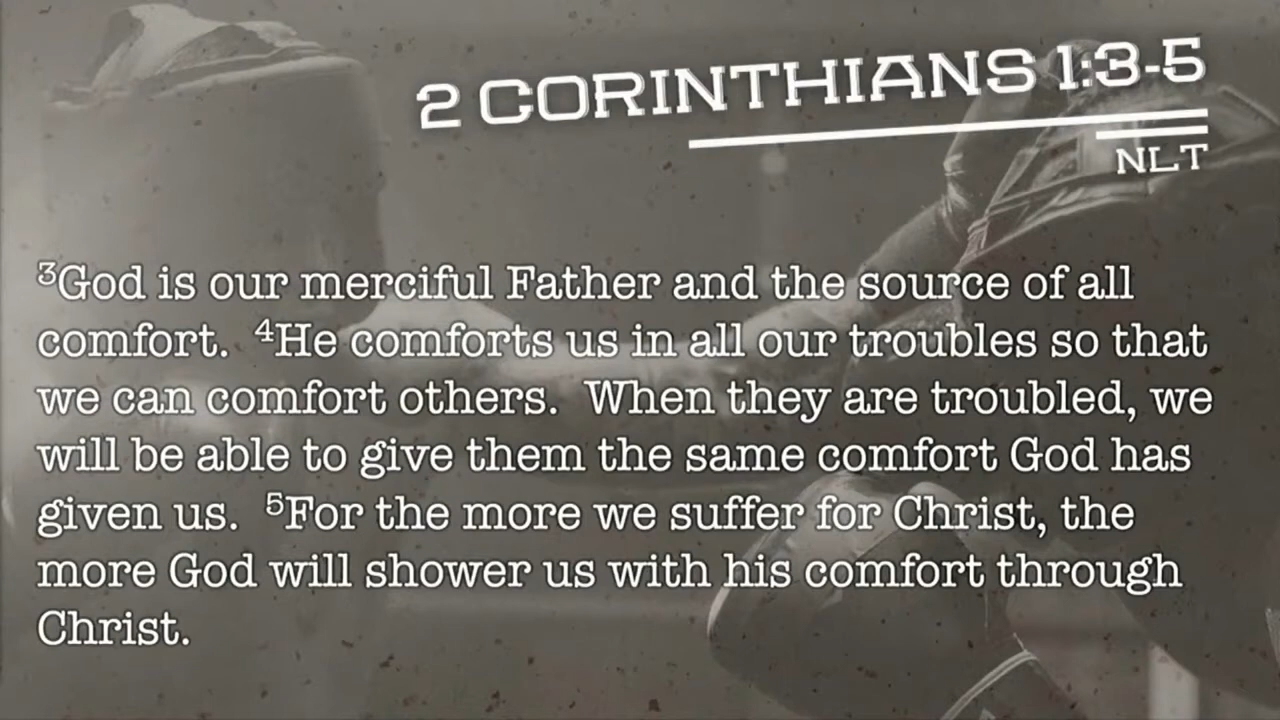 2 CORINTHIANS 1:3-5
NLT
³God is our merciful Father and the source of all
comfort.  ⁴He comforts us in all our troubles so that
we can comfort others.  When they are troubled, we
will be able to give them the same comfort God has
given us.  ⁵For the more we suffer for Christ, the
more God will shower us with his comfort through
Christ.